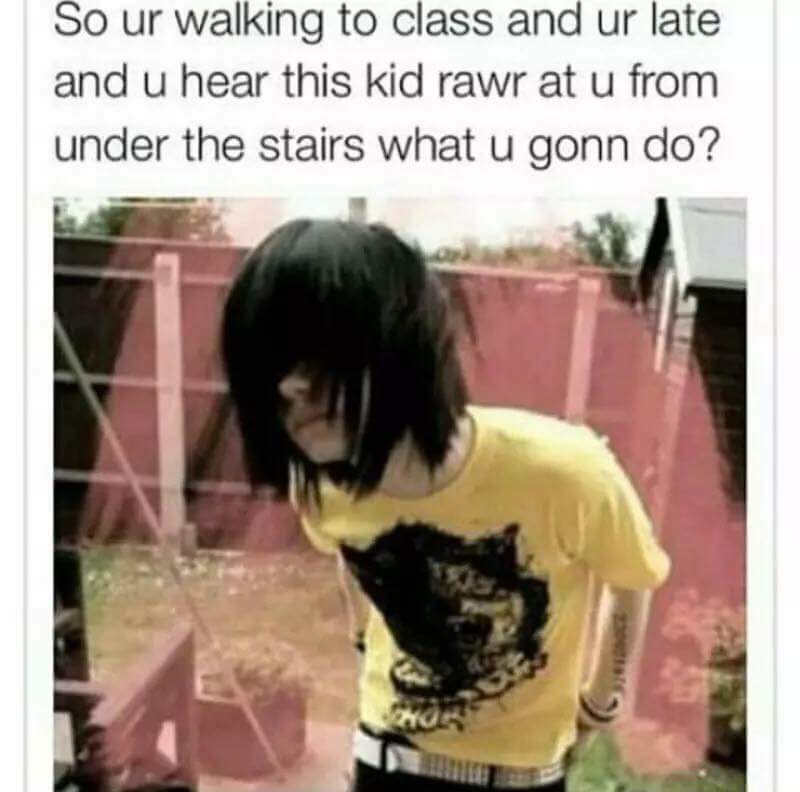 So ur walking to class and ur late
and u hear this kid rawr at u from
under the stairs what u gonn do?